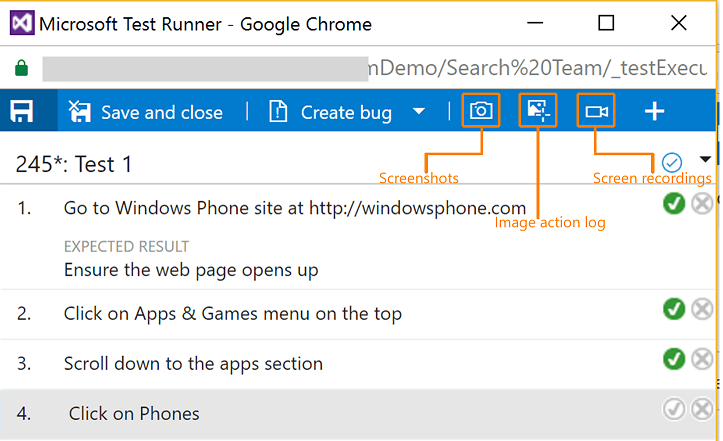 Microsoft Test Runner - Google Chrome
mDemo/Search%20Team/_testExecu
Save and close
Create bug
245*: Test 1
Screenshots
Screen recordings
1. Go to Windows Phone site at http://windowsphone.com
Image action log
EXPECTED RESULT
Ensure the web page opens up
2. Click on Apps & Games menu on the top
3. Scroll down to the apps section
4. Click on Phones